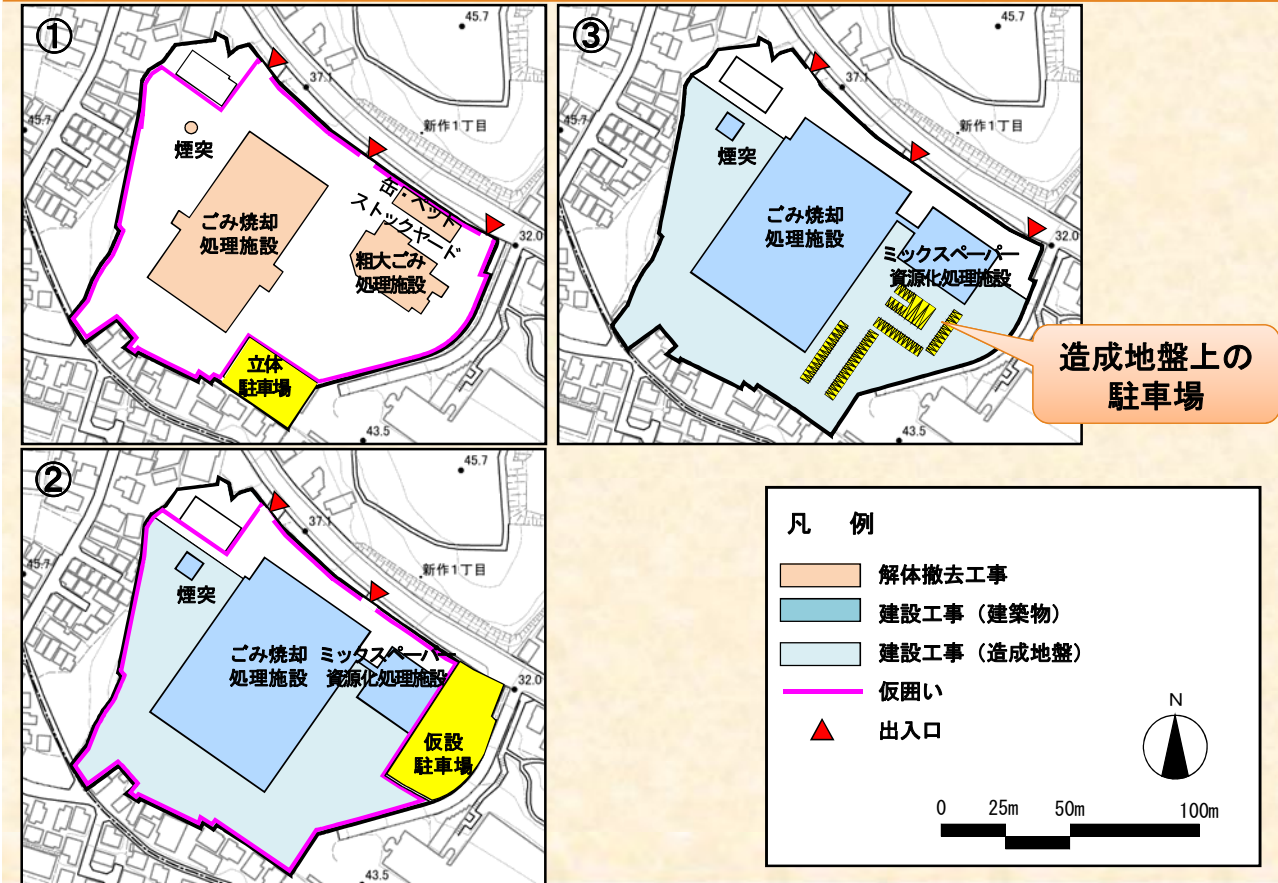 ①
45.7
37.1
新作1丁目
45.7
煙突
缶・ペット
ストックヤード
ごみ焼却
処理施設
粗大ごみ
処理施設
32.0
立体
駐車場
43.5
③
45.7
37.1
新作1丁目
45.7
煙突
ごみ焼却
処理施設
ミックスペーパー
資源化処理施設
32.0
43.5
造成地盤上の
駐車場
②
45.7
37.1
新作1丁目
45.7
煙突
ごみ焼却
処理施設
ミックスペーパー
資源化処理施設
32.0
仮設
駐車場
43.5
凡 例
解体撤去工事
建設工事（建築物）
建設工事（造成地盤）
仮囲い
出入口
N
0 25m 50m 100m